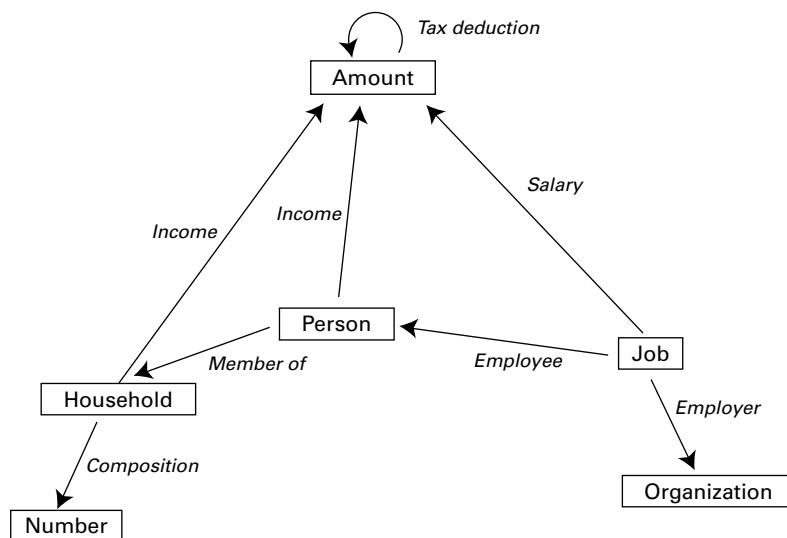 Tax deduction
Amount
Salary
Income
Income
Person
Job
Member of
Employee
Household
Employer
Composition
Organization
Number